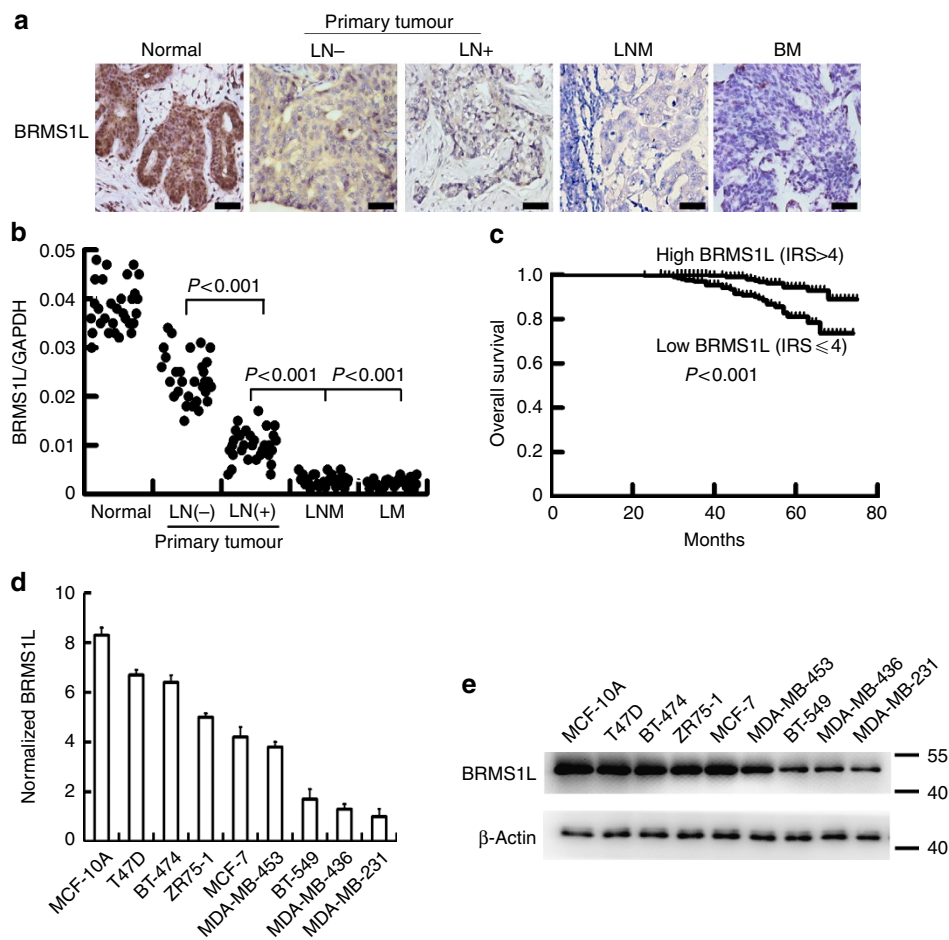 a
Primary tumour
Normal LN– LN+ LNM BM
BRMS1L
b
BRMS1L/GAPDH
0.05
0.04
0.03
0.02
0.01
0
P<0.001
P<0.001 P<0.001
Normal LN(–) LN(+) LNM LM
Primary tumour
c
Overall survival
1.0
0.8
0.6
0.4
0.2
0
High BRMS1L (IRS>4)
Low BRMS1L (IRS⩽4)
P<0.001
0 20 40 60 80
Months
d
Normalized BRMS1L
10
8
6
4
2
0
MCF-10A T47D BT-474 ZR75-1 MCF-7 MDA-MB-453 BT-549 MDA-MB-436 MDA-MB-231
e
MCF-10A T47D BT-474 ZR75-1 MCF-7 MDA-MB-453 BT-549 MDA-MB-436 MDA-MB-231
BRMS1L
55
40
β-Actin
40